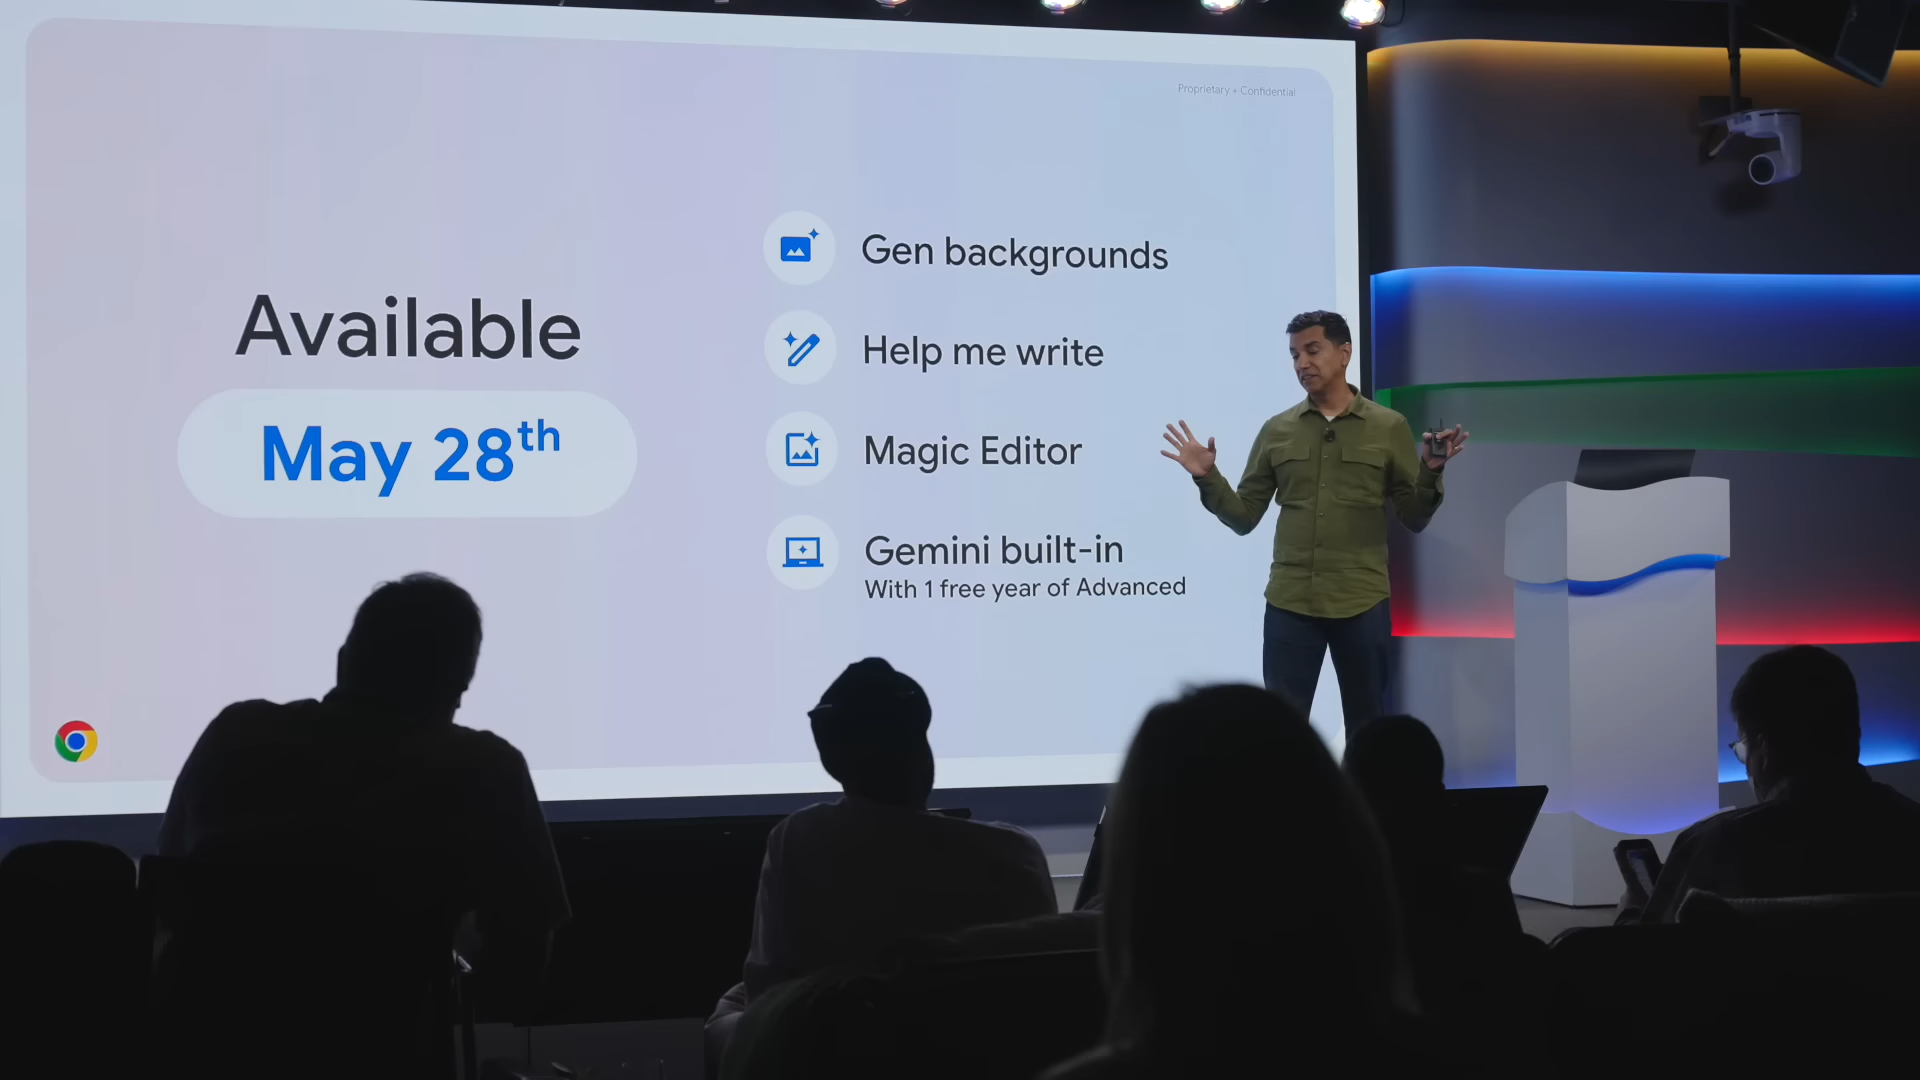 Proprietary + Confidential
Available
May 28th
Gen backgrounds
Help me write
Magic Editor
Gemini built-in
With 1 free year of Advanced